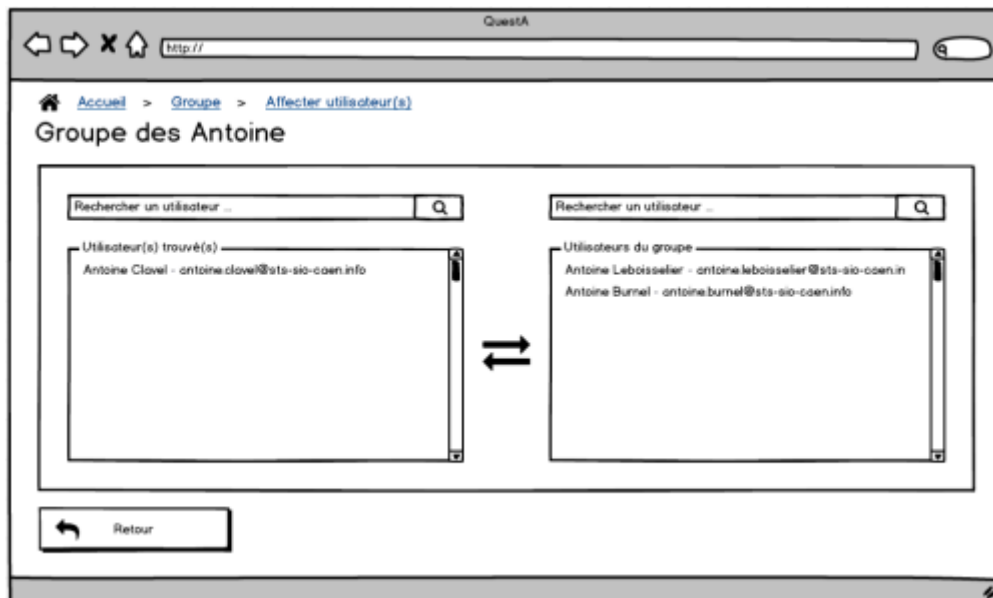 QuestA
http://
Accueil > Groupe > Affecter utilisateur(s)
Groupe des Antoine
Rechercher un utilisateur ...
Rechercher un utilisateur ...
Utilisateur(s) trouvé(s)
Antoine Clavel - antoine.clavel@sts-sio-caen.info
Utilisateurs du groupe
Antoine Leboisselier - antoine.leboisselier@sts-sio-caen.in
Antoine Burnel - antoine.burnel@sts-sio-caen.info
Retour